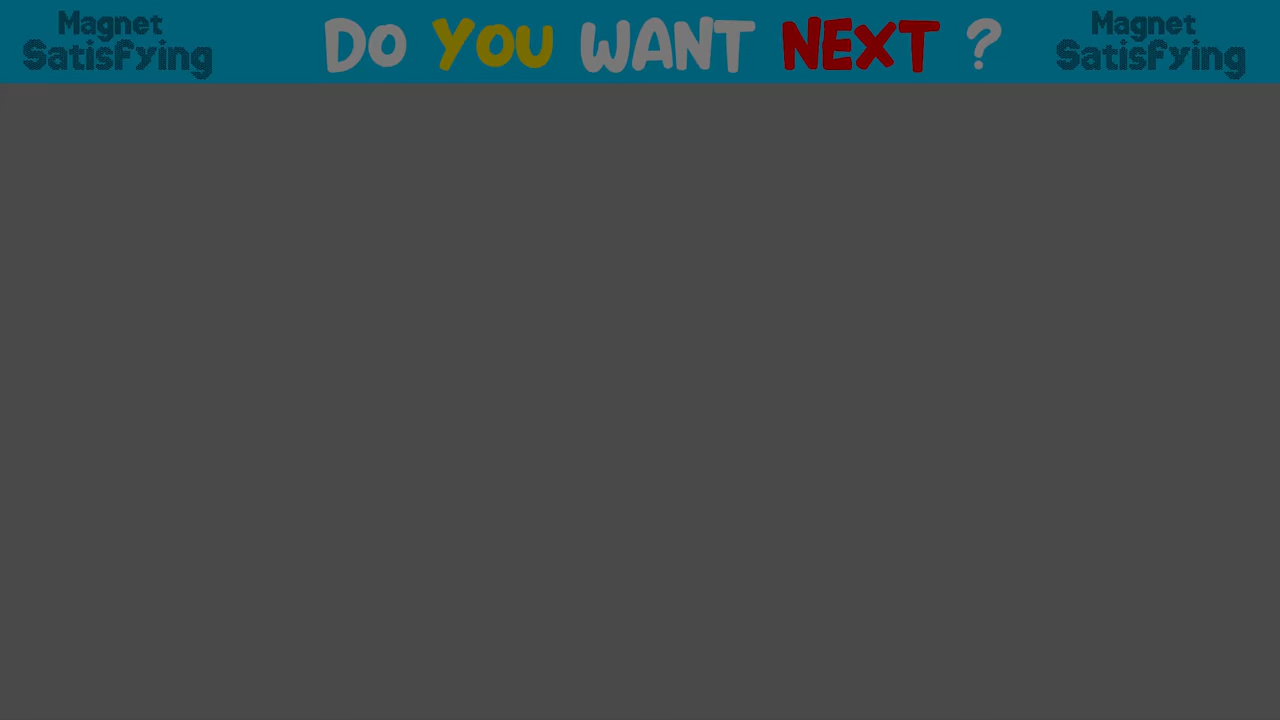 Magnet
Satisfying
DO YOU WANT NEXT ?
Magnet
Satisfying